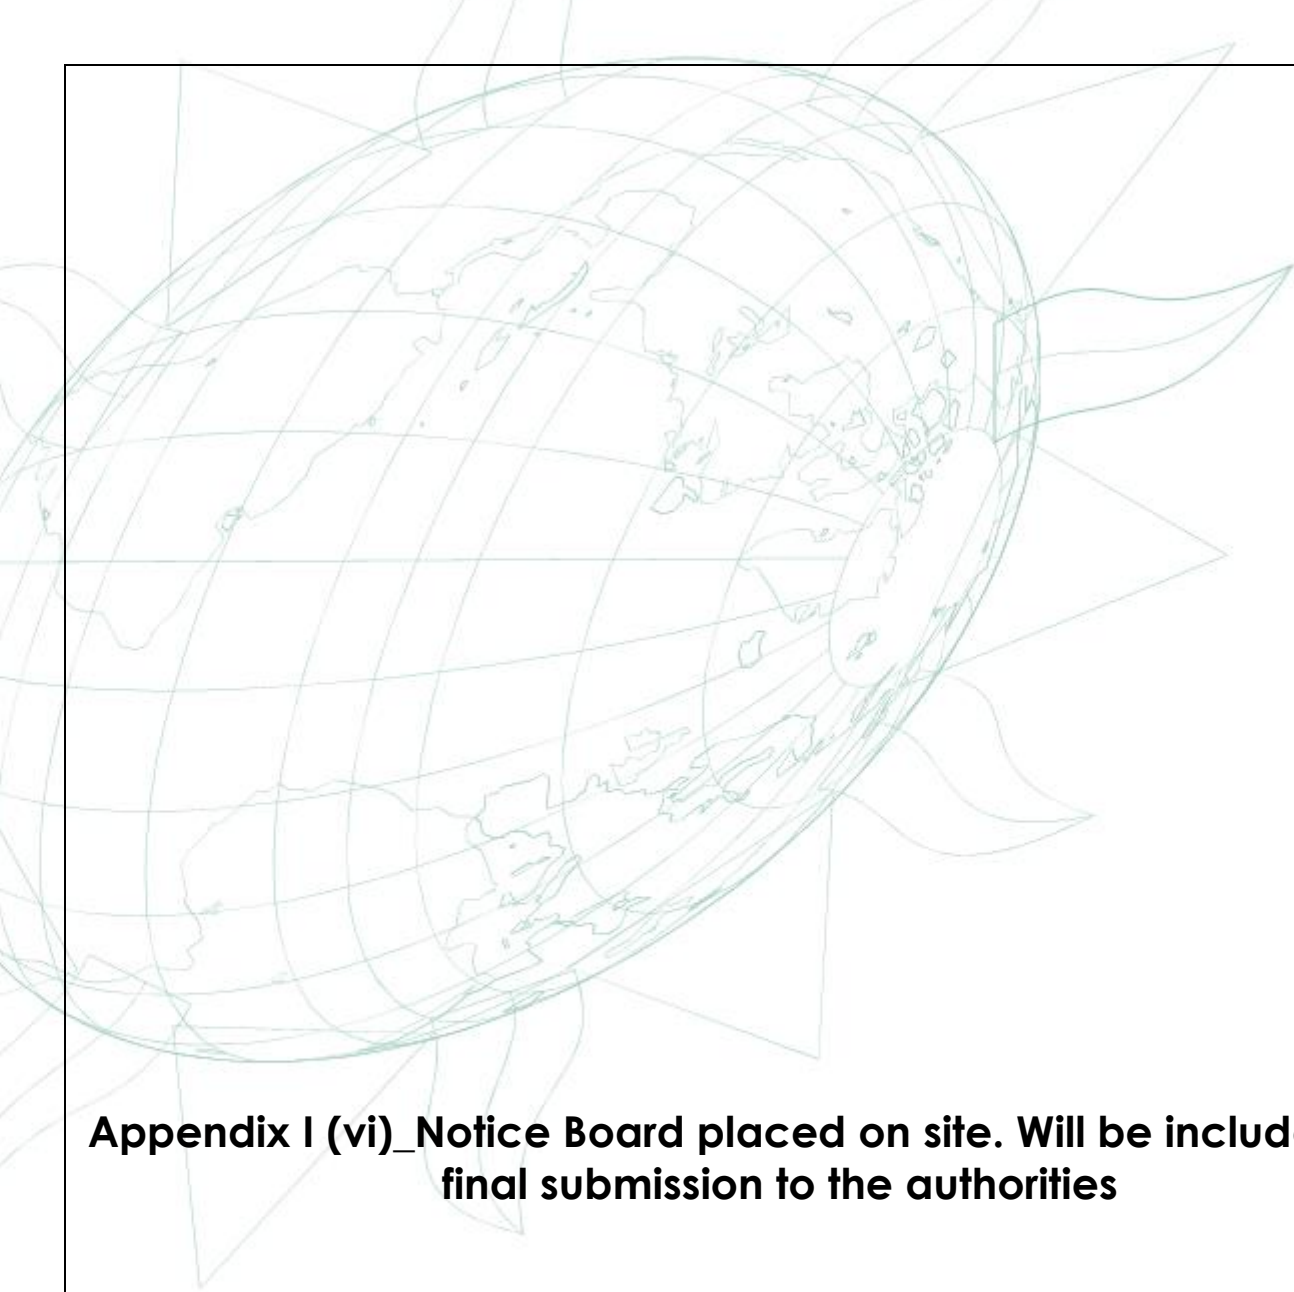 Appendix I (vi)_Notice Board placed on site. Will be includ
final submission to the authorities